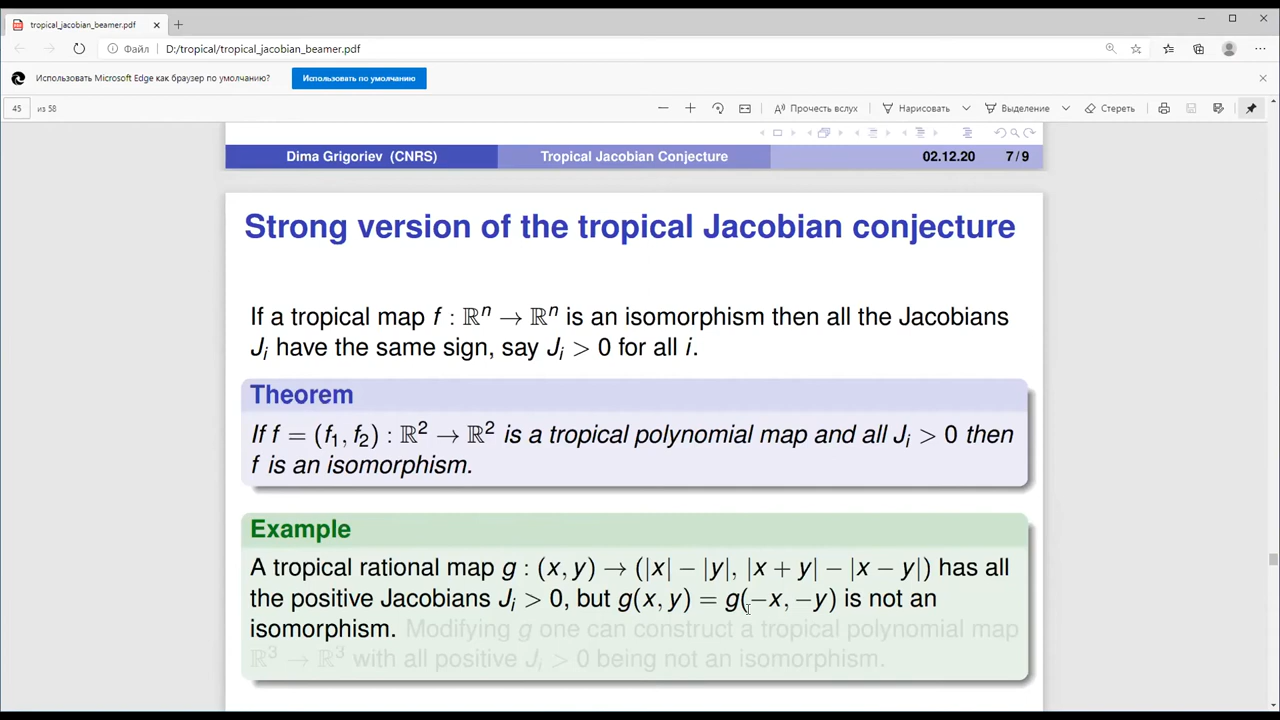 tropical_jacobian_beamer.pdf
Файл D:/tropical/tropical_jacobian_beamer.pdf
Использовать Microsoft Edge как браузер по умолчанию? Использовать по умолчанию
45 из 58 Прочесть вслух Нарисовать Выделение Стереть
Dima Grigoriev (CNRS) Tropical Jacobian Conjecture 02.12.20 7 / 9
Strong version of the tropical Jacobian conjecture
If a tropical map f : ℝⁿ → ℝⁿ is an isomorphism then all the Jacobians
Jᵢ have the same sign, say Jᵢ > 0 for all i.
Theorem
If f = (f₁, f₂) : ℝ² → ℝ² is a tropical polynomial map and all Jᵢ > 0 then
f is an isomorphism.
Example
A tropical rational map g : (x, y) → (|x| − |y|, |x + y| − |x − y|) has all
the positive Jacobians Jᵢ > 0, but g(x, y) = g(−x, −y) is not an
isomorphism. Modifying g one can construct a tropical polynomial map
ℝ³ → ℝ³ with all positive Jᵢ > 0 being not an isomorphism.